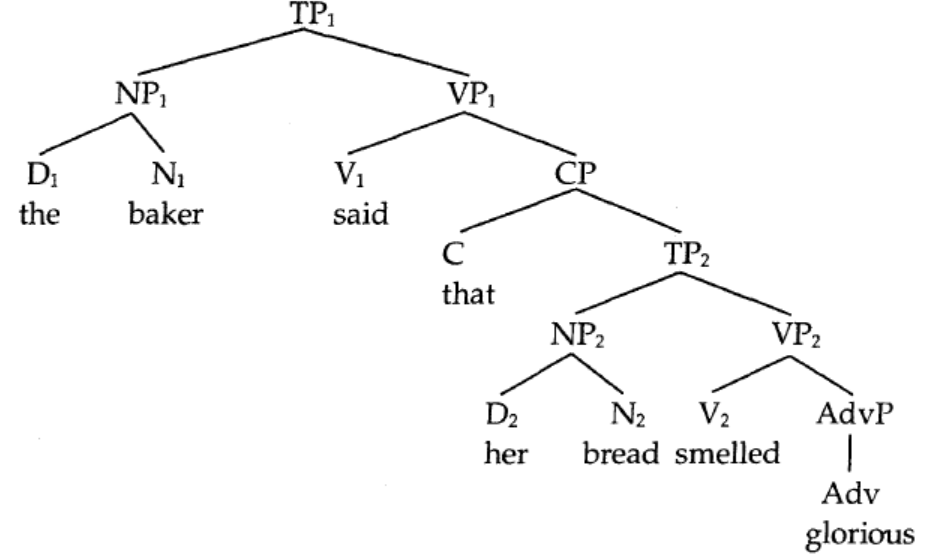 TP₁
NP₁ VP₁
D₁ N₁ V₁ CP
the baker said
C TP₂
that
NP₂ VP₂
D₂ N₂ V₂ AdvP
her bread smelled
Adv
glorious